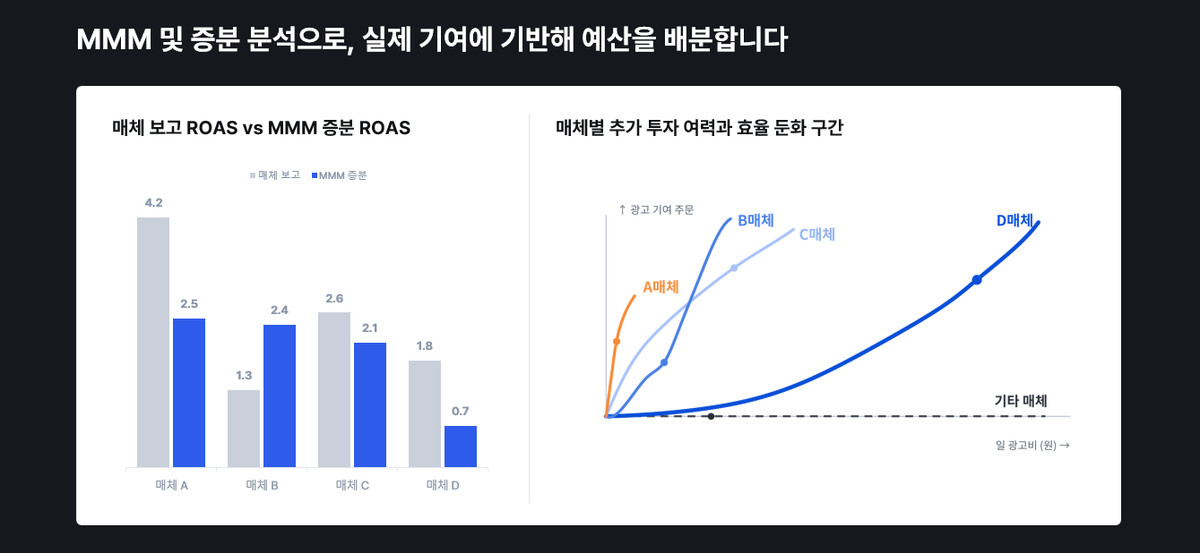 MMM 및 증분 분석으로, 실제 기여에 기반해 예산을 배분합니다
매체 보고 ROAS vs MMM 증분 ROAS
매체 보고 MMM 증분
4.2
2.5
1.3
2.4
2.6
2.1
1.8
0.7
매체 A
매체 B
매체 C
매체 D
매체별 추가 투자 여력과 효율 둔화 구간
↑ 광고 기여 주문
A매체
B매체
C매체
D매체
기타 매체
일 광고비 (원) →